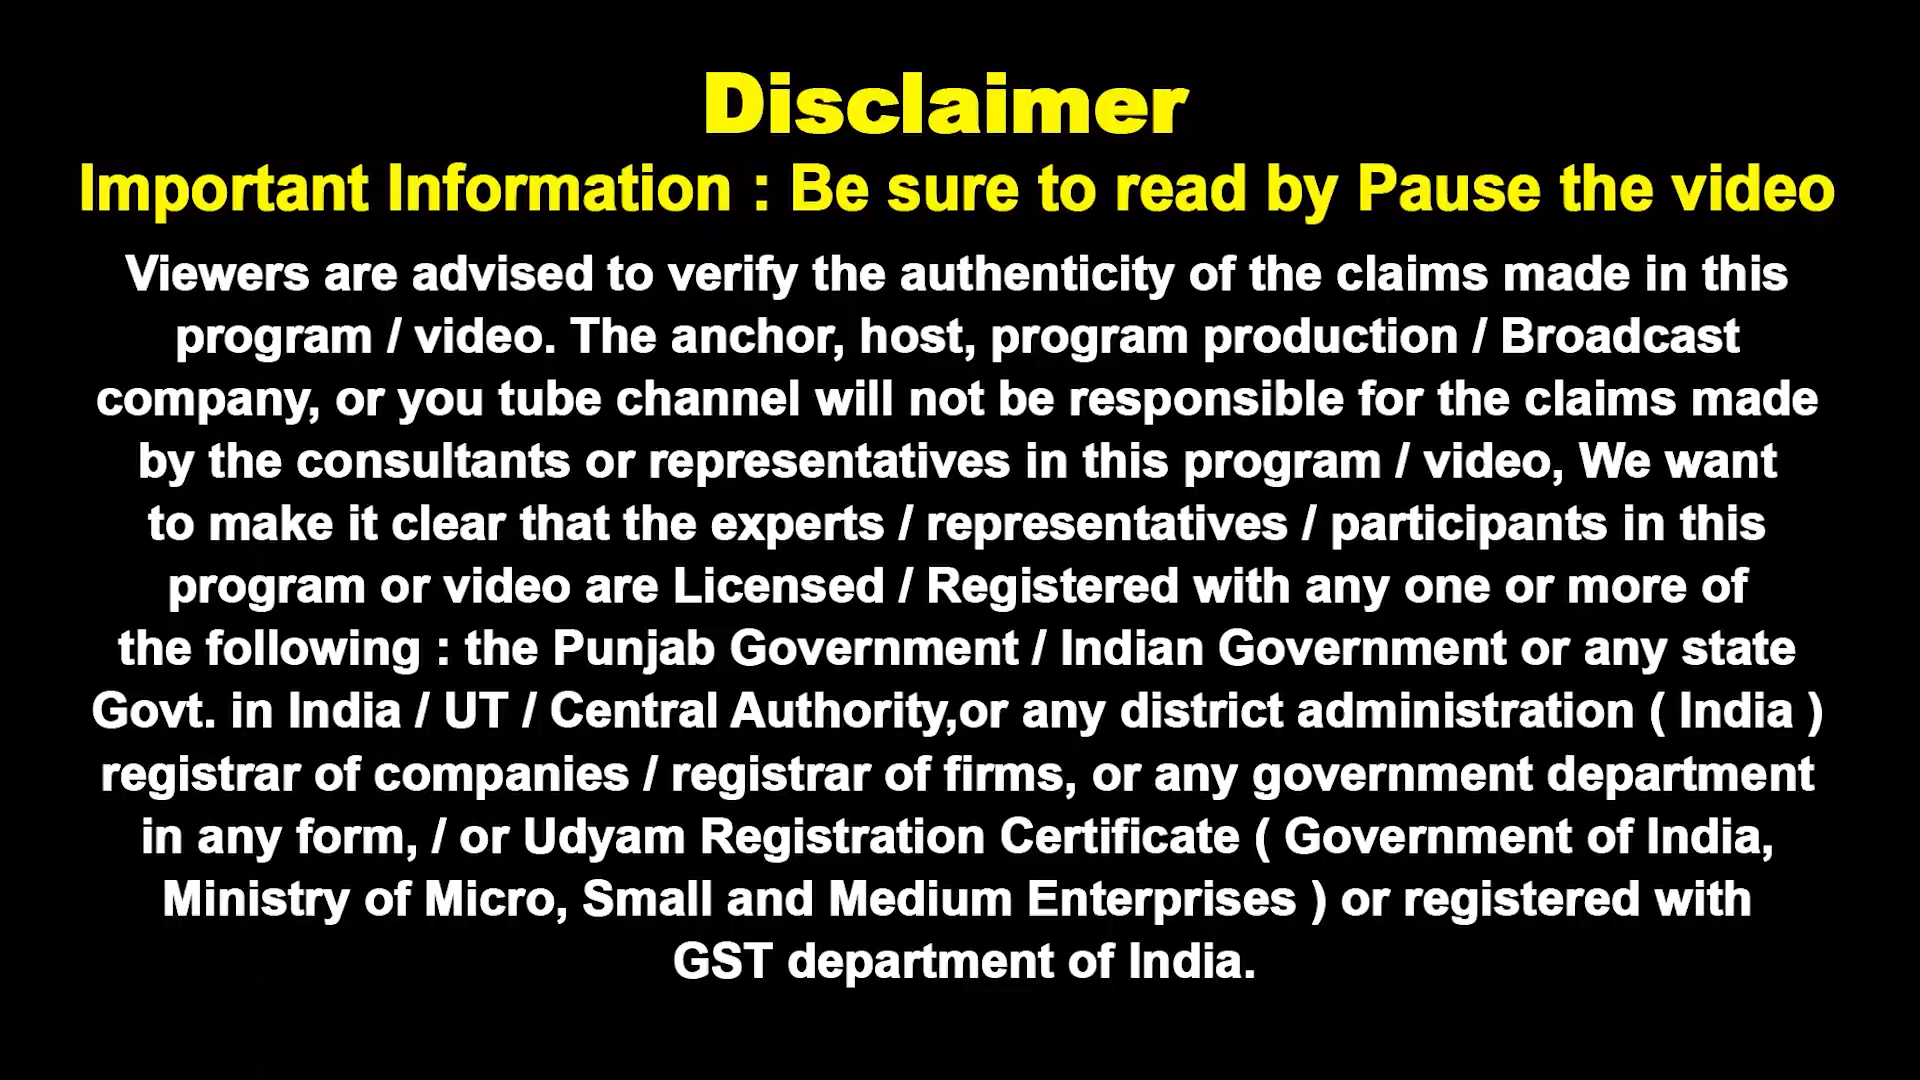 Disclaimer
Important Information : Be sure to read by Pause the video
Viewers are advised to verify the authenticity of the claims made in this
program / video. The anchor, host, program production / Broadcast
company, or you tube channel will not be responsible for the claims made
by the consultants or representatives in this program / video, We want
to make it clear that the experts / representatives / participants in this
program or video are Licensed / Registered with any one or more of
the following : the Punjab Government / Indian Government or any state
Govt. in India / UT / Central Authority,or any district administration ( India )
registrar of companies / registrar of firms, or any government department
in any form, / or Udyam Registration Certificate ( Government of India,
Ministry of Micro, Small and Medium Enterprises ) or registered with
GST department of India.